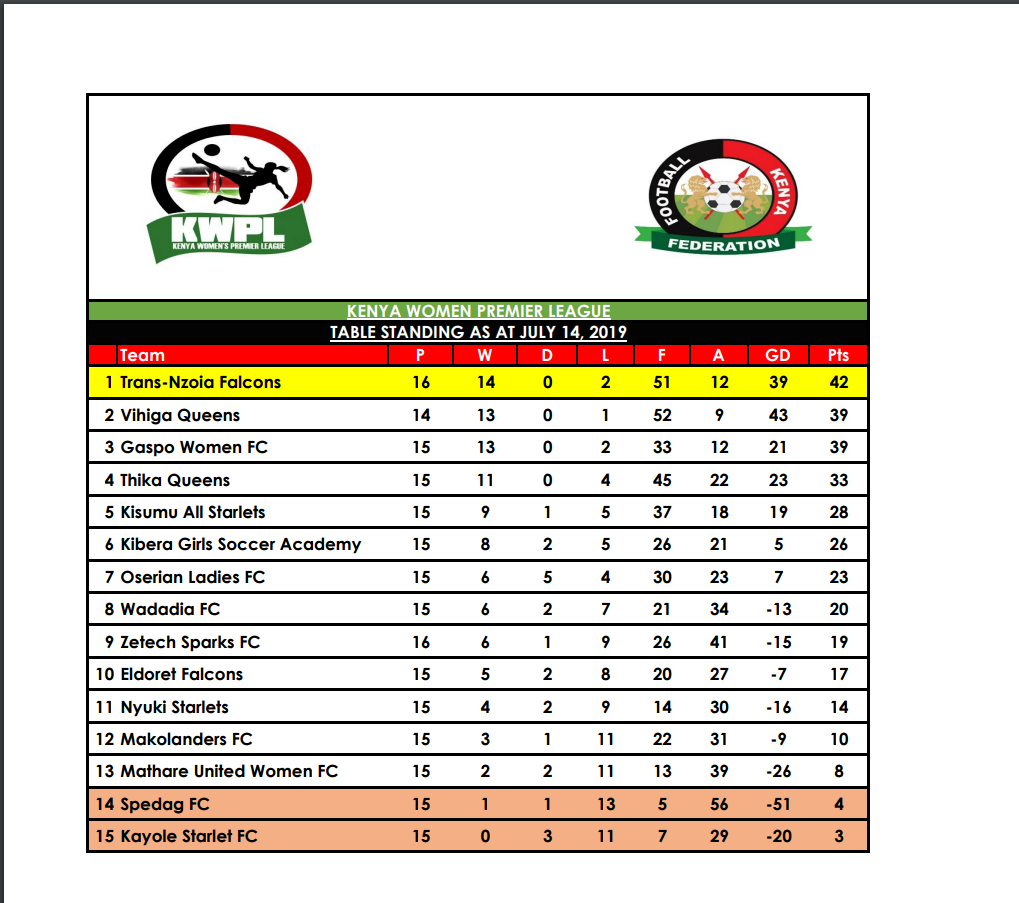 KWPL
KENYA WOMEN'S PREMIER LEAGUE
FOOTBALL KENYA
FEDERATION
KENYA WOMEN PREMIER LEAGUE
TABLE STANDING AS AT JULY 14, 2019
Team P W D L F A GD Pts
1 Trans-Nzoia Falcons 16 14 0 2 51 12 39 42
2 Vihiga Queens 14 13 0 1 52 9 43 39
3 Gaspo Women FC 15 13 0 2 33 12 21 39
4 Thika Queens 15 11 0 4 45 22 23 33
5 Kisumu All Starlets 15 9 1 5 37 18 19 28
6 Kibera Girls Soccer Academy 15 8 2 5 26 21 5 26
7 Oserian Ladies FC 15 6 5 4 30 23 7 23
8 Wadadia FC 15 6 2 7 21 34 -13 20
9 Zetech Sparks FC 16 6 1 9 26 41 -15 19
10 Eldoret Falcons 15 5 2 8 20 27 -7 17
11 Nyuki Starlets 15 4 2 9 14 30 -16 14
12 Makolanders FC 15 3 1 11 22 31 -9 10
13 Mathare United Women FC 15 2 2 11 13 39 -26 8
14 Spedag FC 15 1 1 13 5 56 -51 4
15 Kayole Starlet FC 15 0 3 11 7 29 -20 3